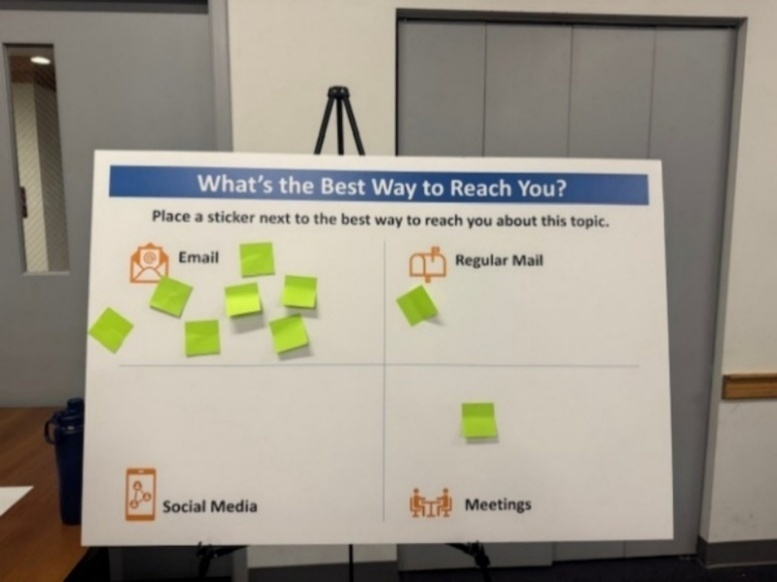 What's the Best Way to Reach You?
Place a sticker next to the best way to reach you about this topic.
Email
Regular Mail
Social Media
Meetings